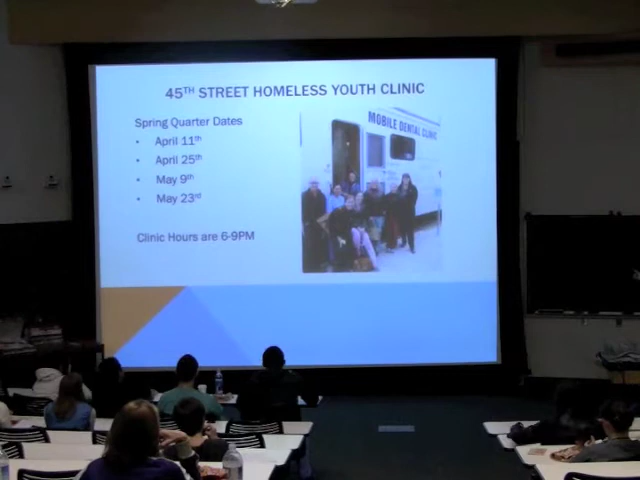 45TH STREET HOMELESS YOUTH CLINIC
Spring Quarter Dates
• April 11th
• April 25th
• May 9th
• May 23rd
Clinic Hours are 6-9PM
MOBILE DENTAL CLINIC